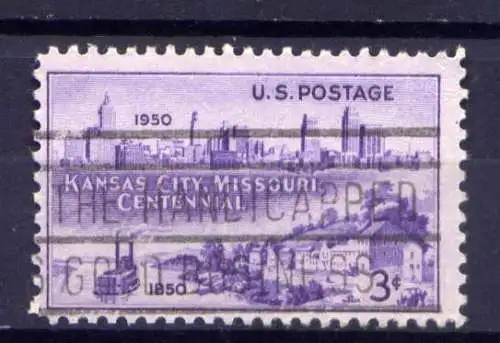 U.S. POSTAGE
1950
KANSAS CITY, MISSOURI
CENTENNIAL
THE HANDICAPPED
GOOD BUSINESS
1850
3¢